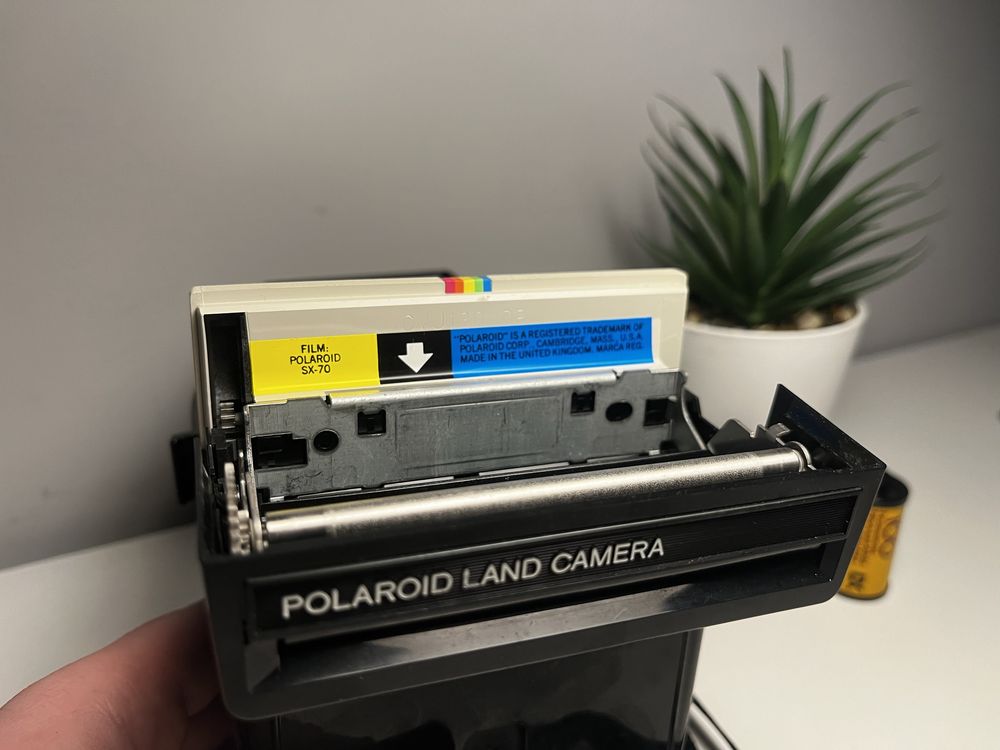 FILM:
POLAROID
SX-70
"POLAROID" IS A REGISTERED TRADEMARK OF
POLAROID CORP., CAMBRIDGE, MASS., U.S.A.
MADE IN THE UNITED KINGDOM. MARCA REG.
POLAROID LAND CAMERA